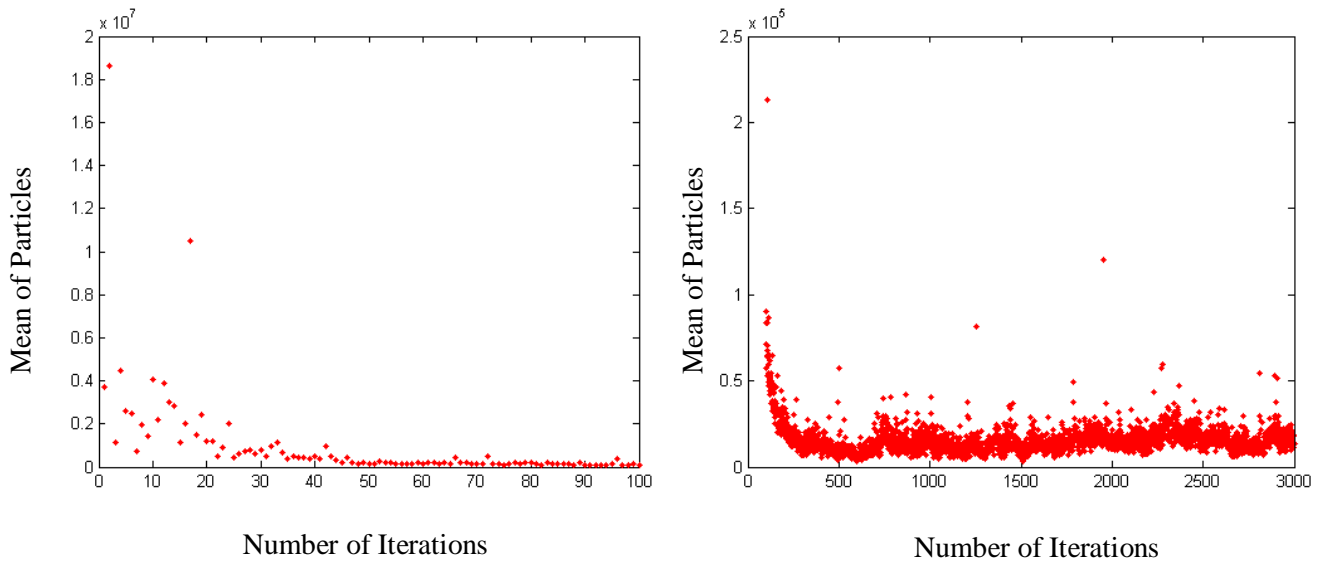 x 10^7
2
1.8
1.6
1.4
1.2
1
0.8
0.6
0.4
0.2
0
0 10 20 30 40 50 60 70 80 90 100
Mean of Particles
Number of Iterations
x 10^5
2.5
2
1.5
1
0.5
0
0 500 1000 1500 2000 2500 3000
Mean of Particles
Number of Iterations